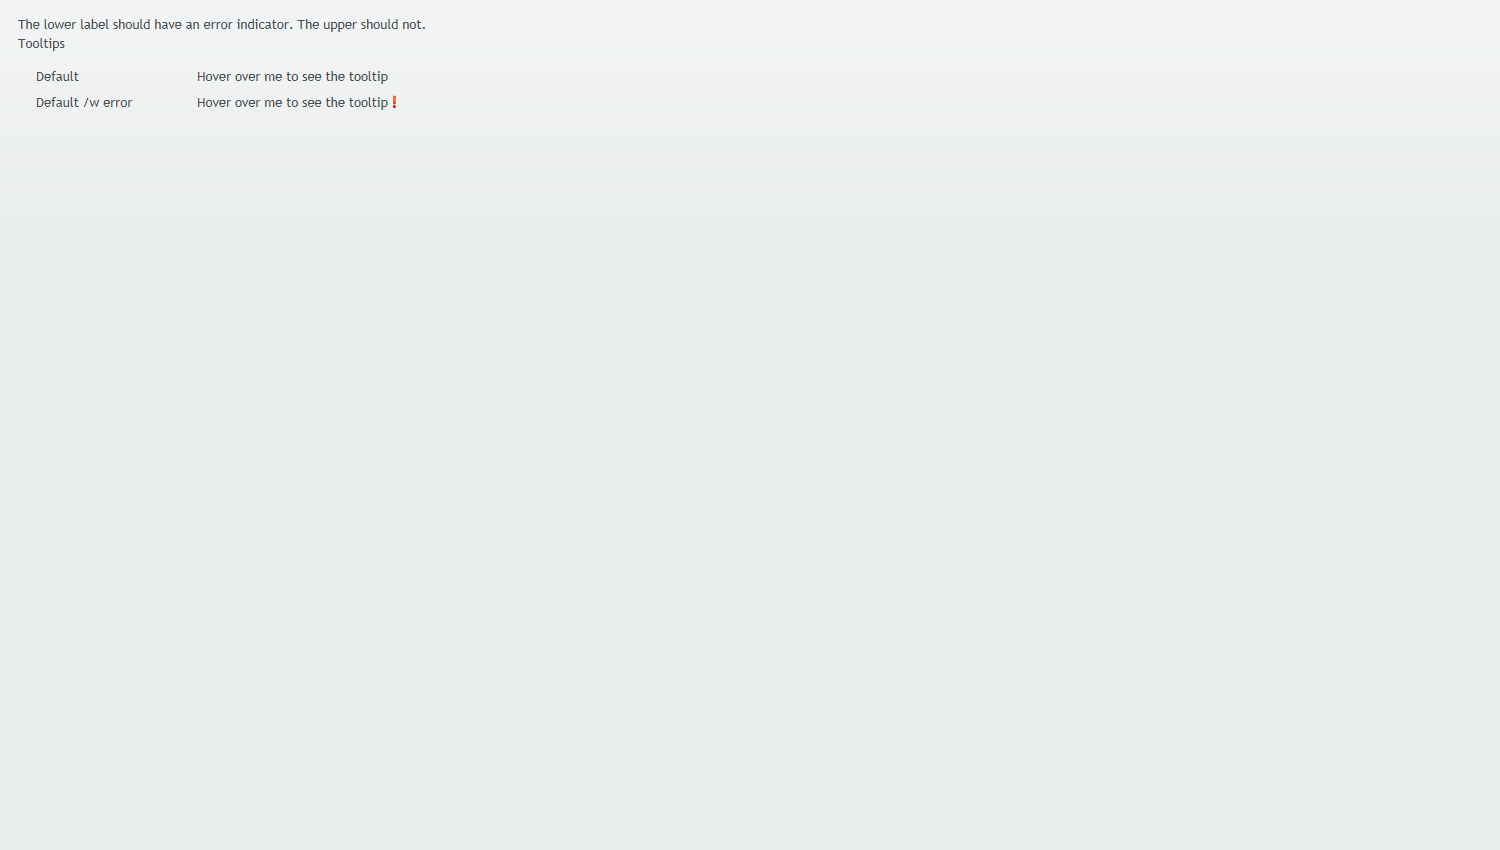 The lower label should have an error indicator. The upper should not.
Tooltips
Default Hover over me to see the tooltip
Default /w error Hover over me to see the tooltip!